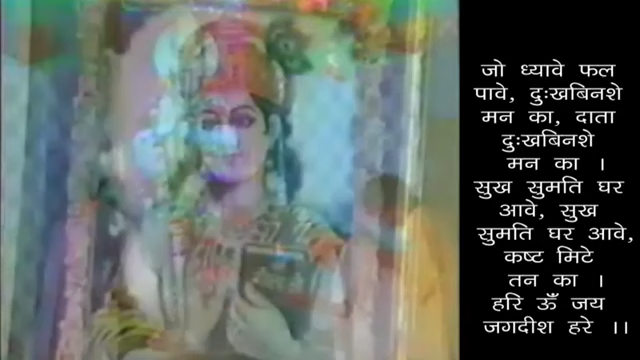 जो ध्यावे फल
पावे, दुःखबिनशे
मन का, दाता
दुःखबिनशे
मन का ।
सुख सुमति घर
आवे, सुख
सुमति घर आवे,
कष्ट मिटे
तन का ।
हरि ऊँ जय
जगदीश हरे ।।